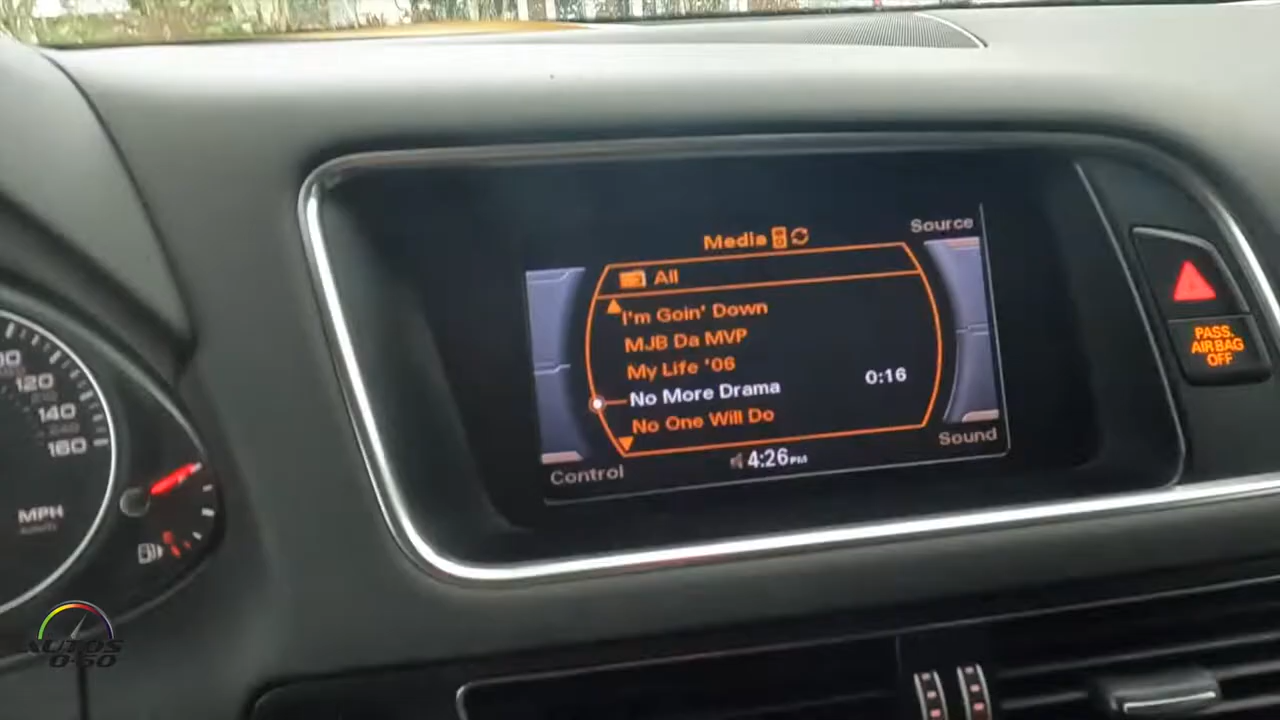 Source
Media
All
I'm Goin' Down
MJB Da MVP
My Life '06
No More Drama 0:16
No One Will Do
Control
4:26PM
Sound
PASS.
AIR BAG
OFF
120
140
160
MPH
AUTOS
0-60